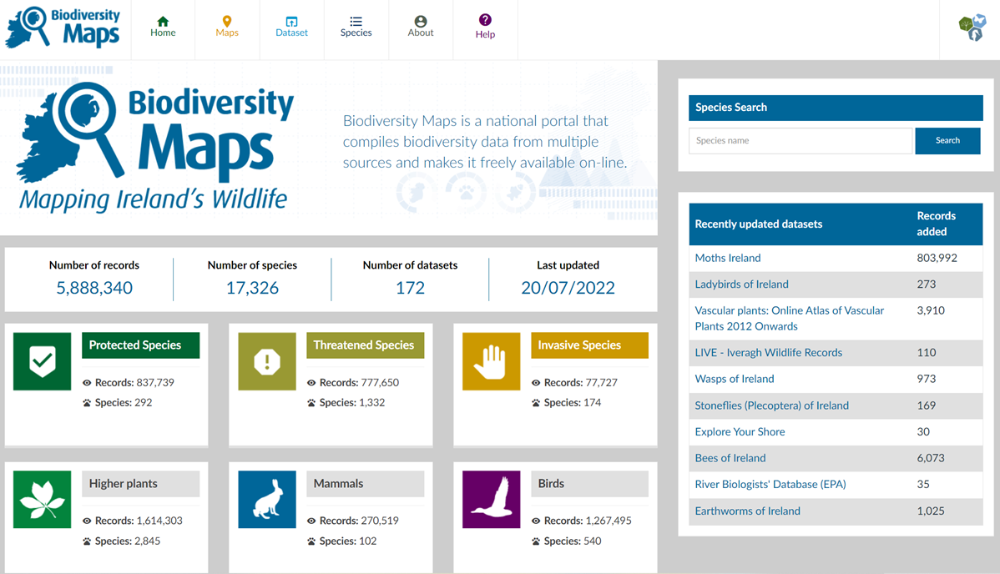 Biodiversity
Maps
Home
Maps
Dataset
Species
About
Help
Biodiversity
Maps
Mapping Ireland's Wildlife
Biodiversity Maps is a national portal that
compiles biodiversity data from multiple
sources and makes it freely available on-line.
Species Search
Species name
Search
Number of records
5,888,340
Number of species
17,326
Number of datasets
172
Last updated
20/07/2022
Protected Species
Records: 837,739
Species: 292
Threatened Species
Records: 777,650
Species: 1,332
Invasive Species
Records: 77,727
Species: 174
Higher plants
Records: 1,614,303
Species: 2,845
Mammals
Records: 270,519
Species: 102
Birds
Records: 1,267,495
Species: 540
Recently updated datasets Records
added
Moths Ireland 803,992
Ladybirds of Ireland 273
Vascular plants: Online Atlas of Vascular 3,910
Plants 2012 Onwards
LIVE - Iveragh Wildlife Records 110
Wasps of Ireland 973
Stoneflies (Plecoptera) of Ireland 169
Explore Your Shore 30
Bees of Ireland 6,073
River Biologists' Database (EPA) 35
Earthworms of Ireland 1,025